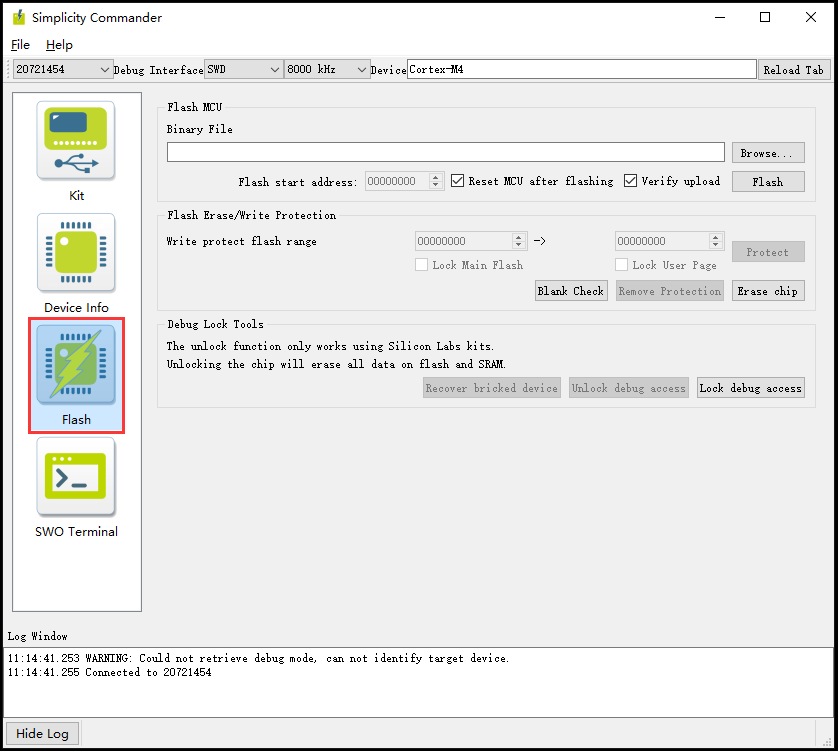 Simplicity Commander
File Help
20721454 Debug Interface SWD 8000 kHz Device Cortex-M4 Reload Tab
Kit
Device Info
Flash
SWO Terminal
Flash MCU
Binary File
Browse...
Flash start address: 00000000 Reset MCU after flashing Verify upload Flash
Flash Erase/Write Protection
Write protect flash range 00000000 -> 00000000 Protect
Lock Main Flash Lock User Page
Blank Check Remove Protection Erase chip
Debug Lock Tools
The unlock function only works using Silicon Labs kits.
Unlocking the chip will erase all data on flash and SRAM.
Recover bricked device Unlock debug access Lock debug access
Log Window
11:14:41.253 WARNING: Could not retrieve debug mode, can not identify target device.
11:14:41.255 Connected to 20721454
Hide Log